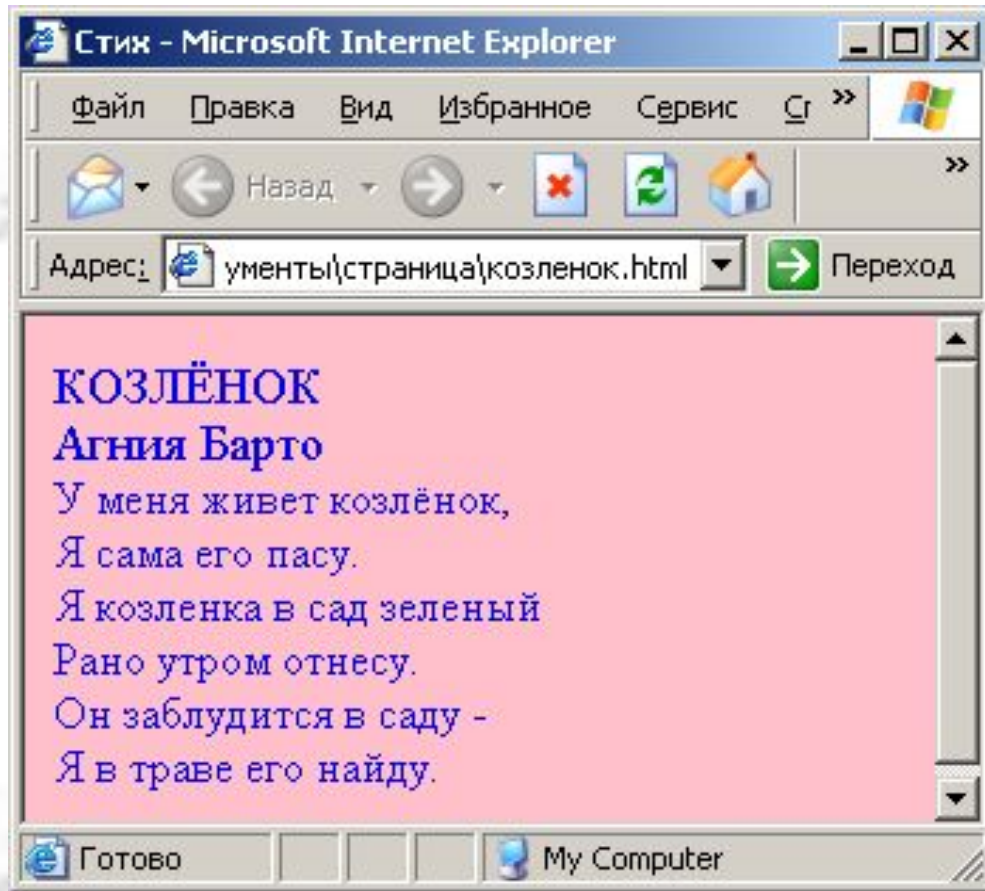 Стих - Microsoft Internet Explorer
Файл Правка Вид Избранное Сервис »
Назад »
Адрес: ументы\страница\козленок.html Переход
КОЗЛЁНОК
Агния Барто
У меня живет козлёнок,
Я сама его пасу.
Я козленка в сад зеленый
Рано утром отнесу.
Он заблудится в саду -
Я в траве его найду.
Готово My Computer